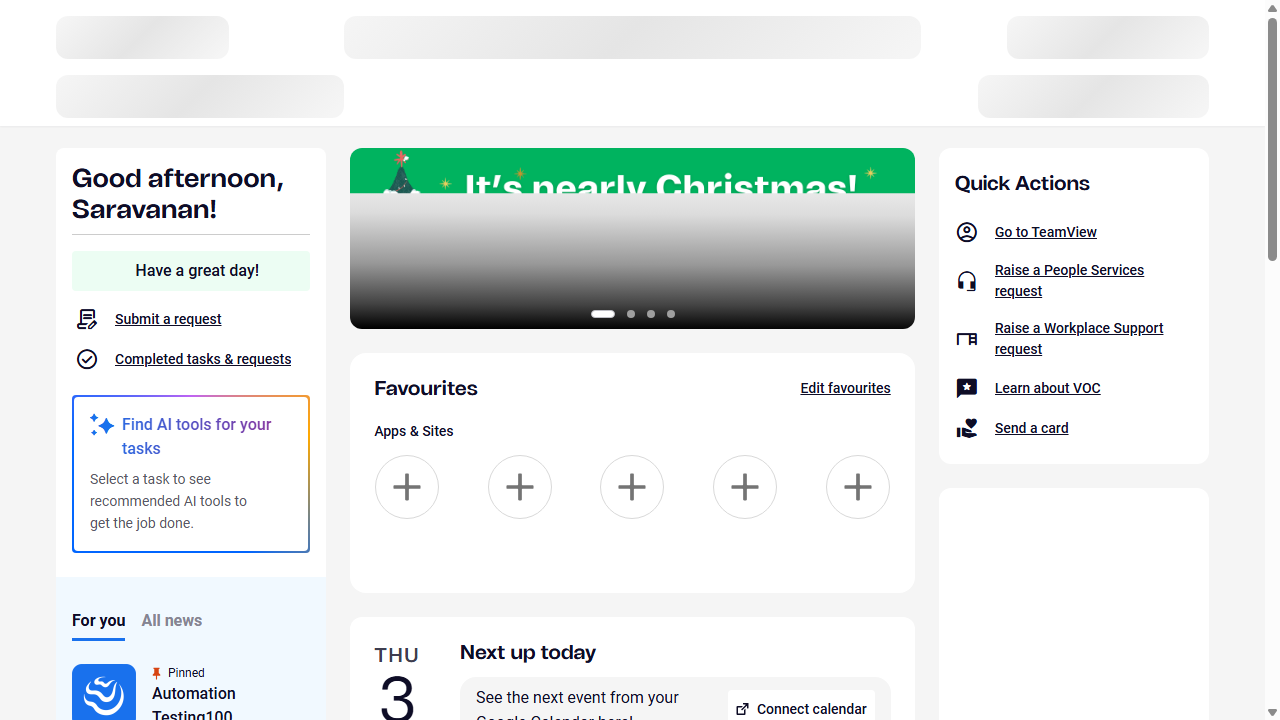 Good afternoon,
Saravanan!
Have a great day!
Submit a request
Completed tasks & requests
Find AI tools for your
tasks
Select a task to see
recommended AI tools to
get the job done.
For you
All news
Pinned
Automation
Testing100
It's nearly Christmas!
Favourites
Edit favourites
Apps & Sites
THU
3
Next up today
See the next event from your
Google Calendar here!
Connect calendar
Quick Actions
Go to TeamView
Raise a People Services
request
Raise a Workplace Support
request
Learn about VOC
Send a card